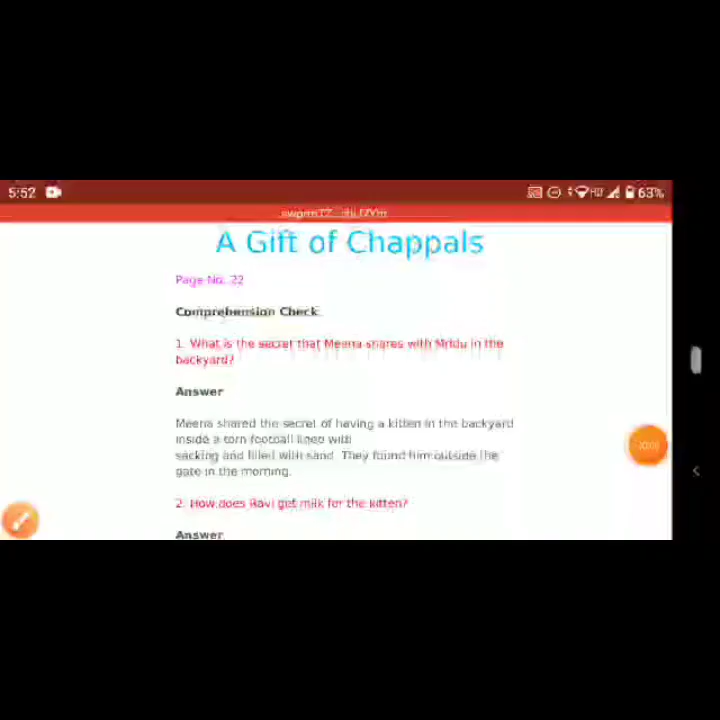 5:52
63%
A Gift of Chappals
Page No. 22
Comprehension Check
1. What is the secret that Meena shares with Mridu in the
backyard?
Answer
Meena shared the secret of having a kitten in the backyard
inside a torn football lined with
sacking and filled with sand. They found him outside the
gate in the morning.
2. How does Ravi get milk for the kitten?
Answer